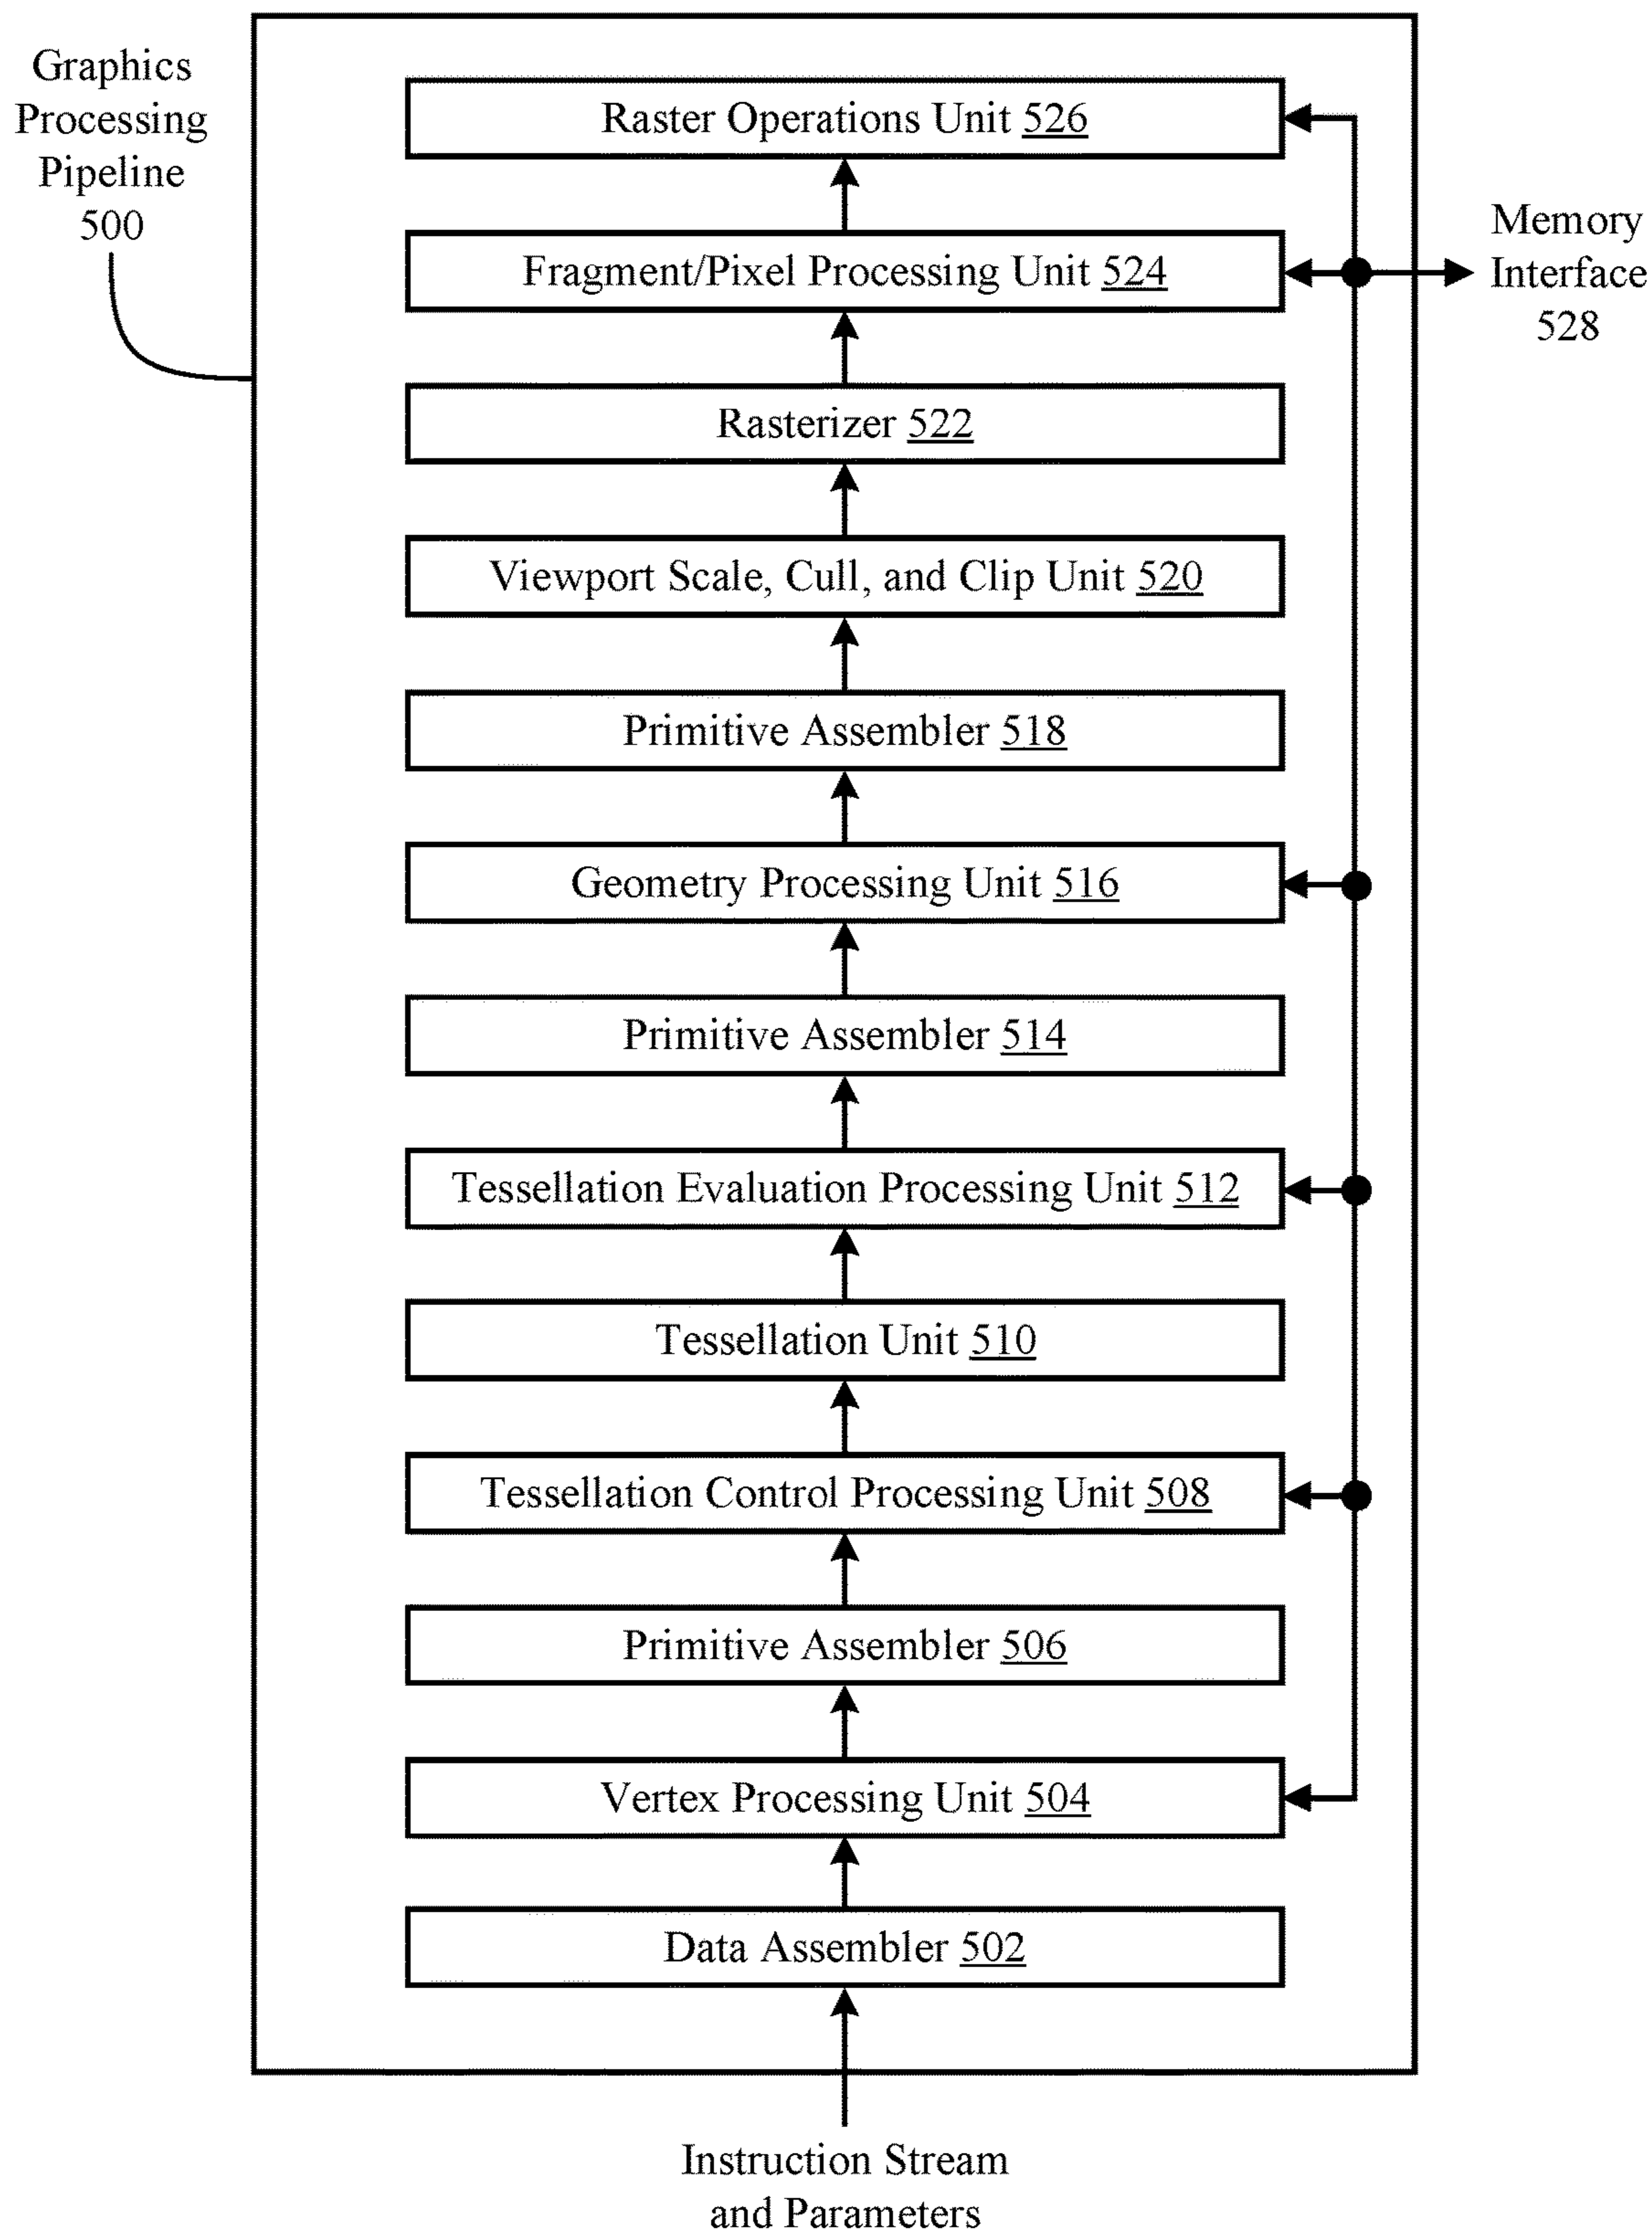 Graphics
Processing
Pipeline
500
Raster Operations Unit 526
Memory
Interface
528
Fragment/Pixel Processing Unit 524
Rasterizer 522
Viewport Scale, Cull, and Clip Unit 520
Primitive Assembler 518
Geometry Processing Unit 516
Primitive Assembler 514
Tessellation Evaluation Processing Unit 512
Tessellation Unit 510
Tessellation Control Processing Unit 508
Primitive Assembler 506
Vertex Processing Unit 504
Data Assembler 502
Instruction Stream
and Parameters